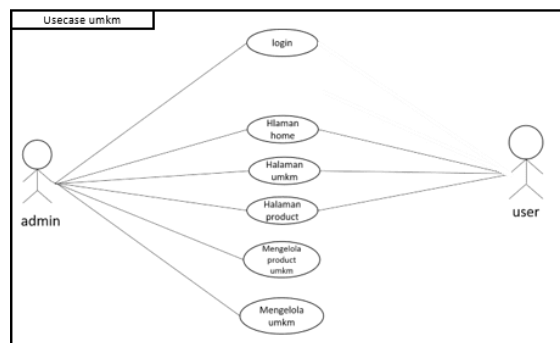 Usecase umkm
login
Hlaman
home
Halaman
umkm
Halaman
product
Mengelola
product
umkm
Mengelola
umkm
admin
user